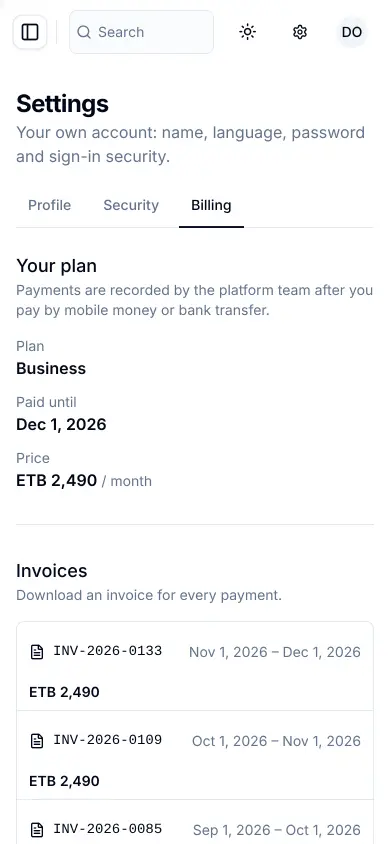 Search
DO
Settings
Your own account: name, language, password
and sign-in security.
Profile Security Billing
Your plan
Payments are recorded by the platform team after you
pay by mobile money or bank transfer.
Plan
Business
Paid until
Dec 1, 2026
Price
ETB 2,490 / month
Invoices
Download an invoice for every payment.
INV-2026-0133 Nov 1, 2026 – Dec 1, 2026
ETB 2,490
INV-2026-0109 Oct 1, 2026 – Nov 1, 2026
ETB 2,490
INV-2026-0085 Sep 1, 2026 – Oct 1, 2026